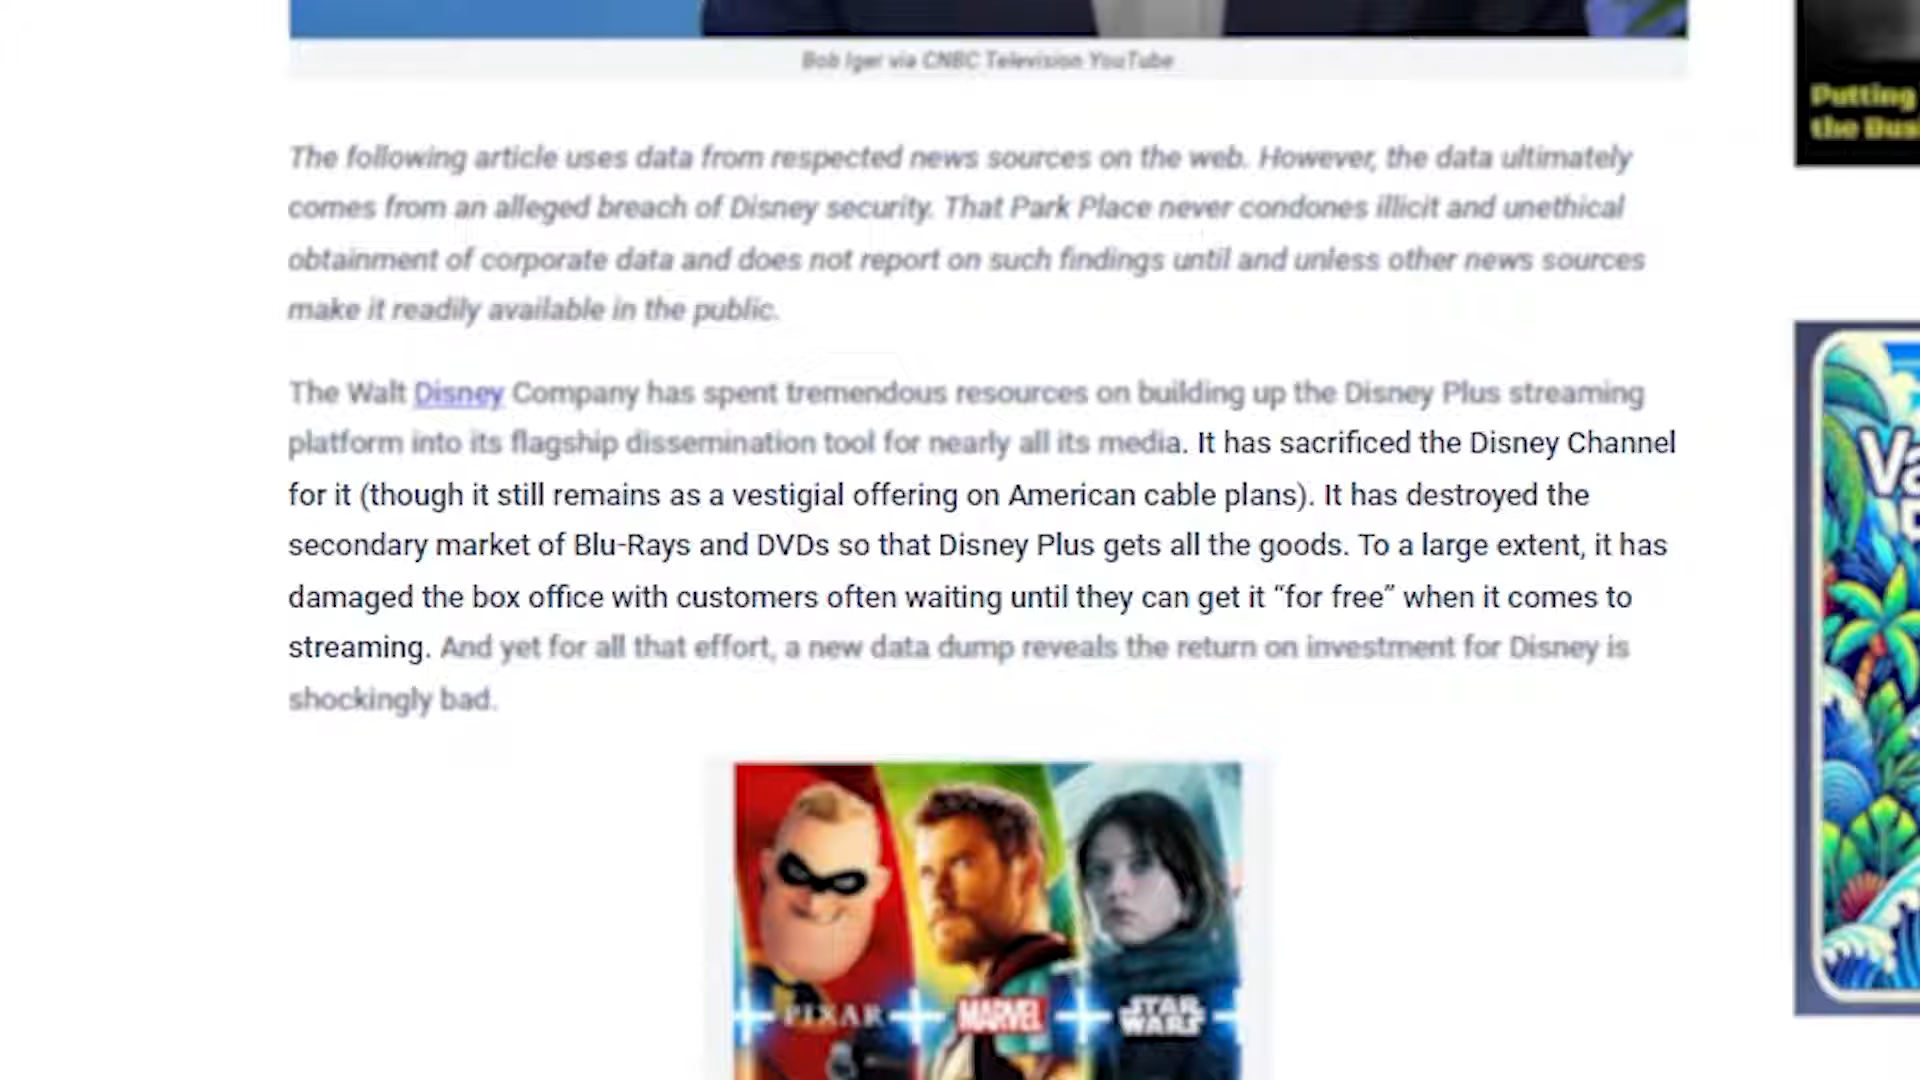 Bob Iger via CNBC Television YouTube
Putting
the
The following article uses data from respected news sources on the web. However, the data ultimately
comes from an alleged breach of Disney security. That Park Place never condones illicit and unethical
obtainment of corporate data and does not report on such findings until and unless other news sources
make it readily available in the public.
The Walt Disney Company has spent tremendous resources on building up the Disney Plus streaming
platform into its flagship dissemination tool for nearly all its media. It has sacrificed the Disney Channel
for it (though it still remains as a vestigial offering on American cable plans). It has destroyed the
secondary market of Blu-Rays and DVDs so that Disney Plus gets all the goods. To a large extent, it has
damaged the box office with customers often waiting until they can get it “for free” when it comes to
streaming. And yet for all that effort, a new data dump reveals the return on investment for Disney is
shockingly bad.
PIXAR
MARVEL
STAR
WARS